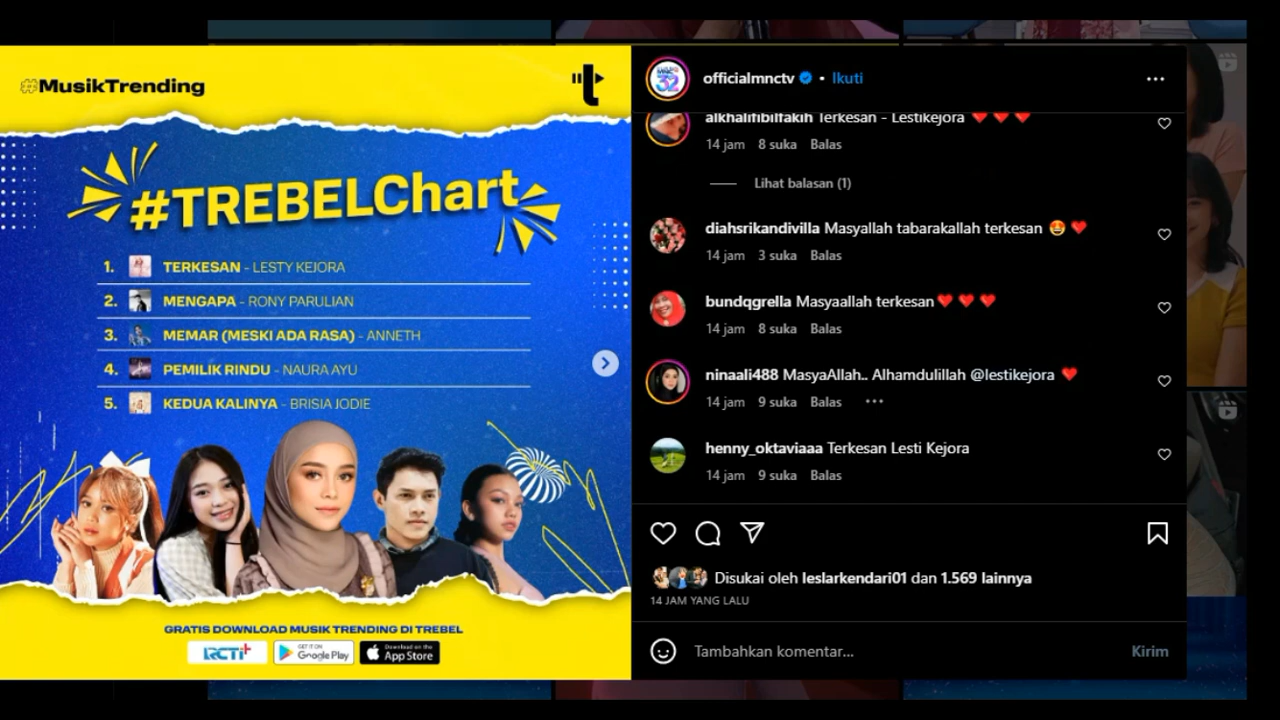 #MusikTrending
#TREBELChart
1. TERKESAN - LESTY KEJORA
2. MENGAPA - RONY PARULIAN
3. MEMAR (MESKI ADA RASA) - ANNETH
4. PEMILIK RINDU - NAURA AYU
5. KEDUA KALINYA - BRISIA JODIE
GRATIS DOWNLOAD MUSIK TRENDING DI TREBEL
RCTI+
GET IT ON
Google Play
Download on the
App Store
officialmnctv • Ikuti
alkhalifibilfakih Terkesan - Lestikejora ❤️ ❤️ ❤️
14 jam 8 suka Balas
Lihat balasan (1)
diahsrikandivilla Masyallah tabarakallah terkesan 🤩 ❤️
14 jam 3 suka Balas
bundqgrella Masyaallah terkesan❤️ ❤️ ❤️
14 jam 8 suka Balas
ninaali488 MasyaAllah.. Alhamdulillah @lestikejora ❤️
14 jam 9 suka Balas
henny_oktaviaaa Terkesan Lesti Kejora
14 jam 9 suka Balas
Disukai oleh leslarkendari01 dan 1.569 lainnya
14 JAM YANG LALU
Tambahkan komentar...
Kirim